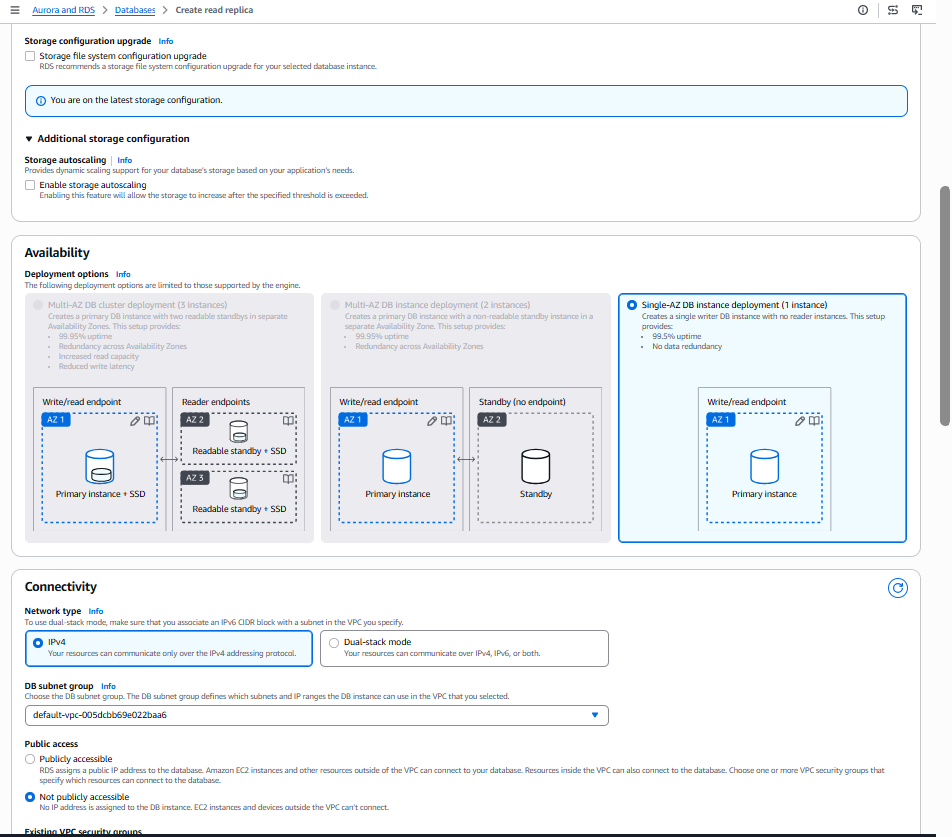 Aurora and RDS > Databases > Create read replica
Storage configuration upgrade Info
Storage file system configuration upgrade
RDS recommends a storage file system configuration upgrade for your selected database instance.
You are on the latest storage configuration.
Additional storage configuration
Storage autoscaling Info
Provides dynamic scaling support for your database's storage based on your application's needs.
Enable storage autoscaling
Enabling this feature will allow the storage to increase after the specified threshold is exceeded.
Availability
Deployment options Info
The following deployment options are limited to those supported by the engine.
Multi-AZ DB cluster deployment (3 instances)
Creates a primary DB instance with two readable standbys in separate
Availability Zones. This setup provides:
• 99.95% uptime
• Redundancy across Availability Zones
• Increased read capacity
• Reduced write latency
Write/read endpoint
AZ 1
Primary instance + SSD
Reader endpoints
AZ 2
Readable standby + SSD
AZ 3
Readable standby + SSD
Multi-AZ DB instance deployment (2 instances)
Creates a primary DB instance with a non-readable standby instance in a
separate Availability Zone. This setup provides:
• 99.95% uptime
• Redundancy across Availability Zones
Write/read endpoint
AZ 1
Primary instance
Standby (no endpoint)
AZ 2
Standby
Single-AZ DB instance deployment (1 instance)
Creates a single writer DB instance with no reader instances. This setup
provides:
• 99.5% uptime
• No data redundancy
Write/read endpoint
AZ 1
Primary instance
Connectivity
Network type Info
To use dual-stack mode, make sure that you associate an IPv6 CIDR block with a subnet in the VPC you specify.
IPv4
Your resources can communicate only over the IPv4 addressing protocol.
Dual-stack mode
Your resources can communicate over IPv4, IPv6, or both.
DB subnet group Info
Choose the DB subnet group. The DB subnet group defines which subnets and IP ranges the DB instance can use in the VPC that you selected.
default-vpc-005dcbb69e022baa6
Public access
Publicly accessible
RDS assigns a public IP address to the database. Amazon EC2 instances and other resources outside of the VPC can connect to your database. Resources inside the VPC can also connect to the database. Choose one or more VPC security groups that
specify which resources can connect to the database.
Not publicly accessible
No IP address is assigned to the DB instance. EC2 instances and devices outside the VPC can't connect.
Existing VPC security groups